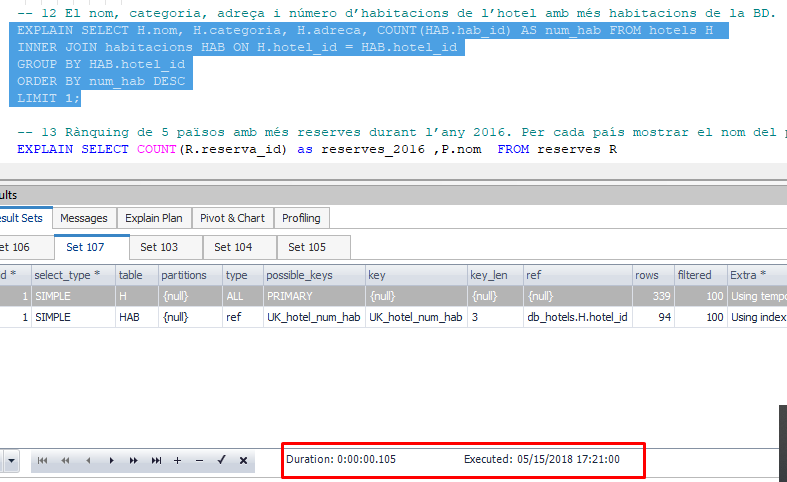 -- 12 El nom, categoria, adreça i número d’habitacions de l’hotel amb més habitacions de la BD.
EXPLAIN SELECT H.nom, H.categoria, H.adreca, COUNT(HAB.hab_id) AS num_hab FROM hotels H
INNER JOIN habitacions HAB ON H.hotel_id = HAB.hotel_id
GROUP BY HAB.hotel_id
ORDER BY num_hab DESC
LIMIT 1;
-- 13 Rànquing de 5 països amb més reserves durant l’any 2016. Per cada país mostrar el nom del p
EXPLAIN SELECT COUNT(R.reserva_id) as reserves_2016 ,P.nom FROM reserves R
ults
esult Sets Messages Explain Plan Pivot & Chart Profiling
et 106 Set 107 Set 103 Set 104 Set 105
d * select_type * table partitions type possible_keys key key_len ref rows filtered Extra *
1 SIMPLE H {null} ALL PRIMARY {null} {null} {null} 339 100 Using tempo
1 SIMPLE HAB {null} ref UK_hotel_num_hab UK_hotel_num_hab 3 db_hotels.H.hotel_id 94 100 Using index
Duration: 0:00:00.105 Executed: 05/15/2018 17:21:00